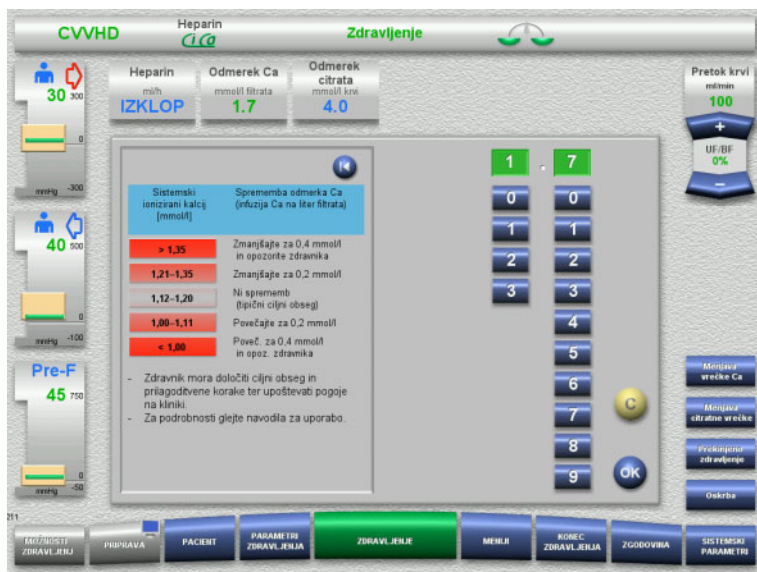 CVVHD
Heparin
CiCa
Zdravljenje
30
300
0
mmHg
-300
40
500
0
mmHg
-100
Pre-F
45
750
0
mmHg
-50
Heparin
ml/h
IZKLOP
Odmerek Ca
mmol/l filtrata
1.7
Odmerek
citrata
mmol/l krvi
4.0
Pretok krvi
ml/min
100
+
UF/BF
0%
–
Sistemski
ionizirani kalcij
[mmol/l]
Sprememba odmerka Ca
(infuzija Ca na liter filtrata)
> 1,35
Zmanjšajte za 0,4 mmol/l
in opozorite zdravnika
1,21–1,35
Zmanjšajte za 0,2 mmol/l
1,12–1,20
Ni sprememb
(tipični ciljni obseg)
1,00–1,11
Povečajte za 0,2 mmol/l
< 1,00
Poveč. za 0,4 mmol/l
in opoz. zdravnika
- Zdravnik mora določiti ciljni obseg in
prilagoditvene korake ter upoštevati pogoje
na kliniki.
- Za podrobnosti glejte navodila za uporabo.
1 . 7
0 0
1 1
2 2
3 3
4
5
6
7
8
9
C
OK
Menjava
vrečke Ca
Menjava
citratne vrečke
Prekinjeno
zdravljenje
Oskrba
211
MOŽNOSTI
ZDRAVLJENJ
PRIPRAVA
PACIENT
PARAMETRI
ZDRAVLJENJA
ZDRAVLJENJE
MENIJI
KONEC
ZDRAVLJENJA
ZGODOVINA
SISTEMSKI
PARAMETRI